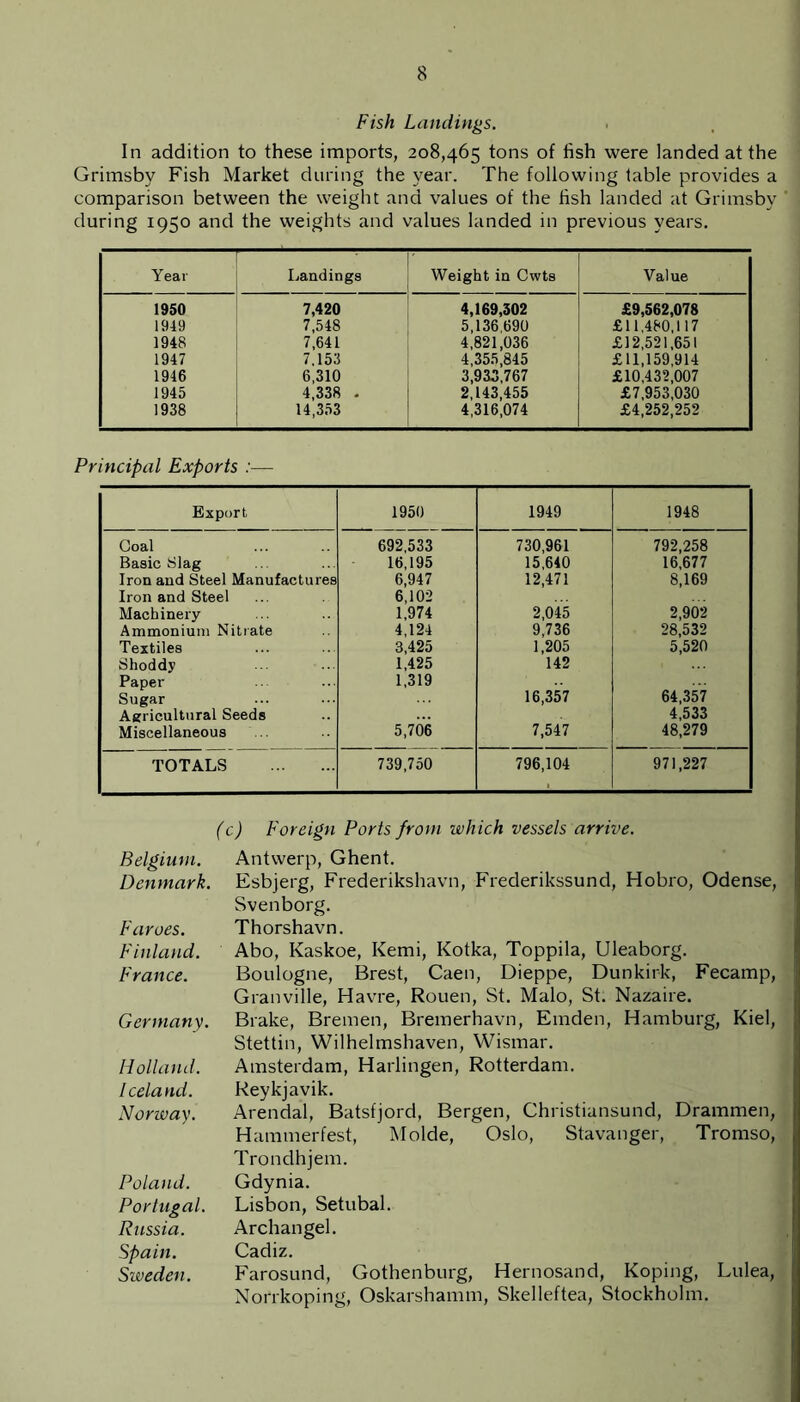 8
Fish Landings.
In addition to these imports, 208,465 tons of fish were landed at the
Grimsby Fish Market during the year. The following table provides a
comparison between the weight and values of the fish landed at Grimsby
during 1950 and the weights and values landed in previous years.
Year Landings Weight in Cwts Value
1950 7,420 4,169,302 £9,562,078
1949 7,548 5,136,690 £11,480,117
1948 7,641 4,821,036 £12,521,651
1947 7,153 4,355,845 £11,159,914
1946 6,310 3,933,767 £10,432,007
1945 4,338 2,143,455 £7,953,030
1938 14,353 4,316,074 £4,252,252
Principal Exports :—
Export 1950 1949 1948
Coal ... .. 692,533 730,961 792,258
Basic Slag ... ... 16,195 15,640 16,677
Iron and Steel Manufactures 6,947 12,471 8,169
Iron and Steel ... 6,102 ... ...
Machinery ... .. 1,974 2,045 2,902
Ammonium Nitrate .. 4,124 9,736 28,532
Textiles ... ... 3,425 1,205 5,520
Shoddy ... ... 1,425 142 ...
Paper ... ... 1,319 .. ...
Sugar ... ... ... 16,357 64,357
Agricultural Seeds .. ... 4,533
Miscellaneous ... .. 5,706 7,547 48,279
TOTALS ... ... 739,750 796,104 971,227
(c) Foreign Ports from which vessels arrive.
Belgium. Antwerp, Ghent.
Denmark. Esbjerg, Frederikshavn, Frederikssund, Hobro, Odense,
Svenborg.
Faroes. Thorshavn.
Finland. Abo, Kaskoe, Kemi, Kotka, Toppila, Uleaborg.
France. Boulogne, Brest, Caen, Dieppe, Dunkirk, Fecamp,
Granville, Havre, Rouen, St. Malo, St. Nazaire.
Germany. Brake, Bremen, Bremerhavn, Emden, Hamburg, Kiel,
Stettin, Wilhelmshaven, Wismar.
Holland. Amsterdam, Harlingen, Rotterdam.
Iceland. Reykjavik.
Norway. Arendal, Batsfjord, Bergen, Christiansund, Drammen,
Hammerfest, Molde, Oslo, Stavanger, Tromso,
Trondhjem.
Poland. Gdynia.
Portugal. Lisbon, Setubal.
Russia. Archangel.
Spain. Cadiz.
Sweden. Farosund, Gothenburg, Hernosand, Koping, Lulea,
Norrkoping, Oskarshamm, Skelleftea, Stockholm.